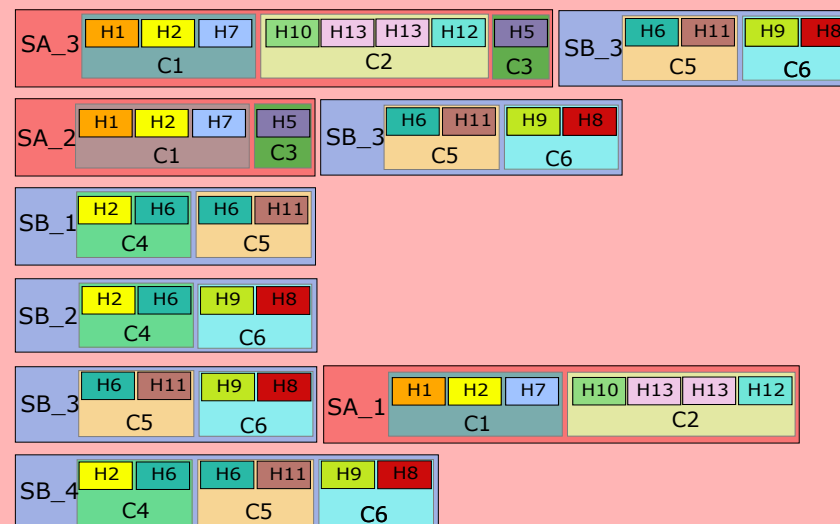 SA_3 H1 H2 H7 H10 H13 H13 H12 H5 SB_3 H6 H11 H9 H8
C1 C2 C3 C5 C6
SA_2 H1 H2 H7 H5 SB_3 H6 H11 H9 H8
C1 C3 C5 C6
SB_1 H2 H6 H6 H11
C4 C5
SB_2 H2 H6 H9 H8
C4 C6
SB_3 H6 H11 H9 H8 SA_1 H1 H2 H7 H10 H13 H13 H12
C5 C6 C1 C2
SB_4 H2 H6 H6 H11 H9 H8
C4 C5 C6